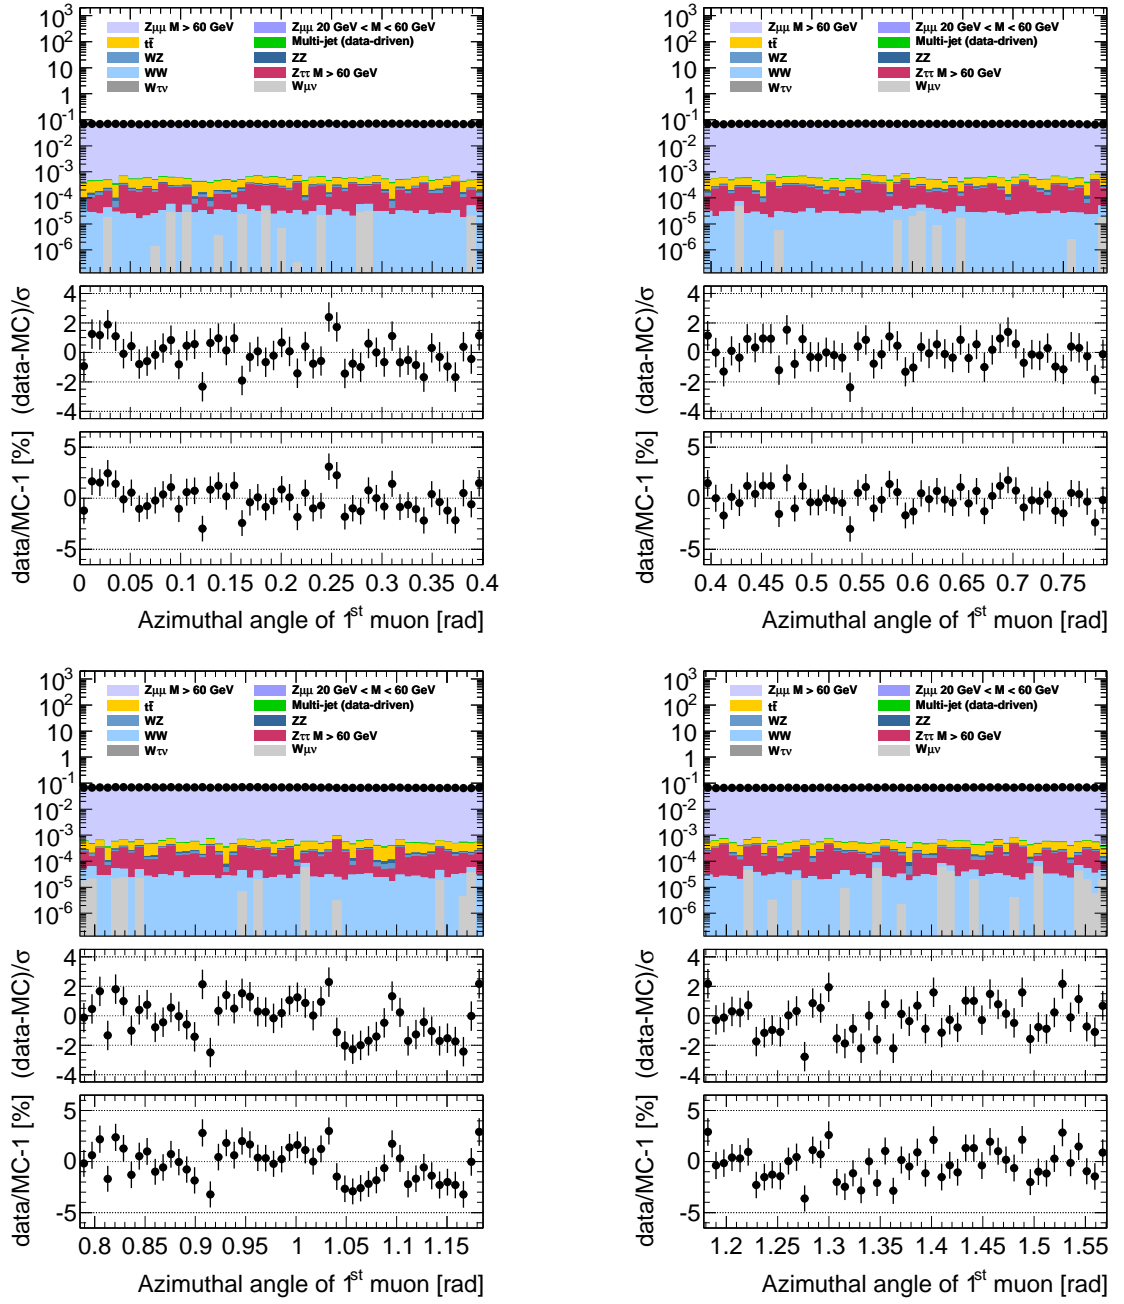 10³
10²
10
1
10⁻¹
10⁻²
10⁻³
10⁻⁴
10⁻⁵
10⁻⁶
Zμμ M > 60 GeV
Zμμ 20 GeV < M < 60 GeV
tt̄
Multi-jet (data-driven)
WZ
ZZ
WW
Zττ M > 60 GeV
Wτν
Wμν
(data-MC)/σ
4
2
0
-2
-4
data/MC-1 [%]
5
0
-5
0 0.05 0.1 0.15 0.2 0.25 0.3 0.35 0.4
Azimuthal angle of 1st muon [rad]
10³
10²
10
1
10⁻¹
10⁻²
10⁻³
10⁻⁴
10⁻⁵
10⁻⁶
Zμμ M > 60 GeV
Zμμ 20 GeV < M < 60 GeV
tt̄
Multi-jet (data-driven)
WZ
ZZ
WW
Zττ M > 60 GeV
Wτν
Wμν
(data-MC)/σ
4
2
0
-2
-4
data/MC-1 [%]
5
0
-5
0.4 0.45 0.5 0.55 0.6 0.65 0.7 0.75
Azimuthal angle of 1st muon [rad]
10³
10²
10
1
10⁻¹
10⁻²
10⁻³
10⁻⁴
10⁻⁵
10⁻⁶
Zμμ M > 60 GeV
Zμμ 20 GeV < M < 60 GeV
tt̄
Multi-jet (data-driven)
WZ
ZZ
WW
Zττ M > 60 GeV
Wτν
Wμν
(data-MC)/σ
4
2
0
-2
-4
data/MC-1 [%]
5
0
-5
0.8 0.85 0.9 0.95 1 1.05 1.1 1.15
Azimuthal angle of 1st muon [rad]
10³
10²
10
1
10⁻¹
10⁻²
10⁻³
10⁻⁴
10⁻⁵
10⁻⁶
Zμμ M > 60 GeV
Zμμ 20 GeV < M < 60 GeV
tt̄
Multi-jet (data-driven)
WZ
ZZ
WW
Zττ M > 60 GeV
Wτν
Wμν
(data-MC)/σ
4
2
0
-2
-4
data/MC-1 [%]
5
0
-5
1.2 1.25 1.3 1.35 1.4 1.45 1.5 1.55
Azimuthal angle of 1st muon [rad]